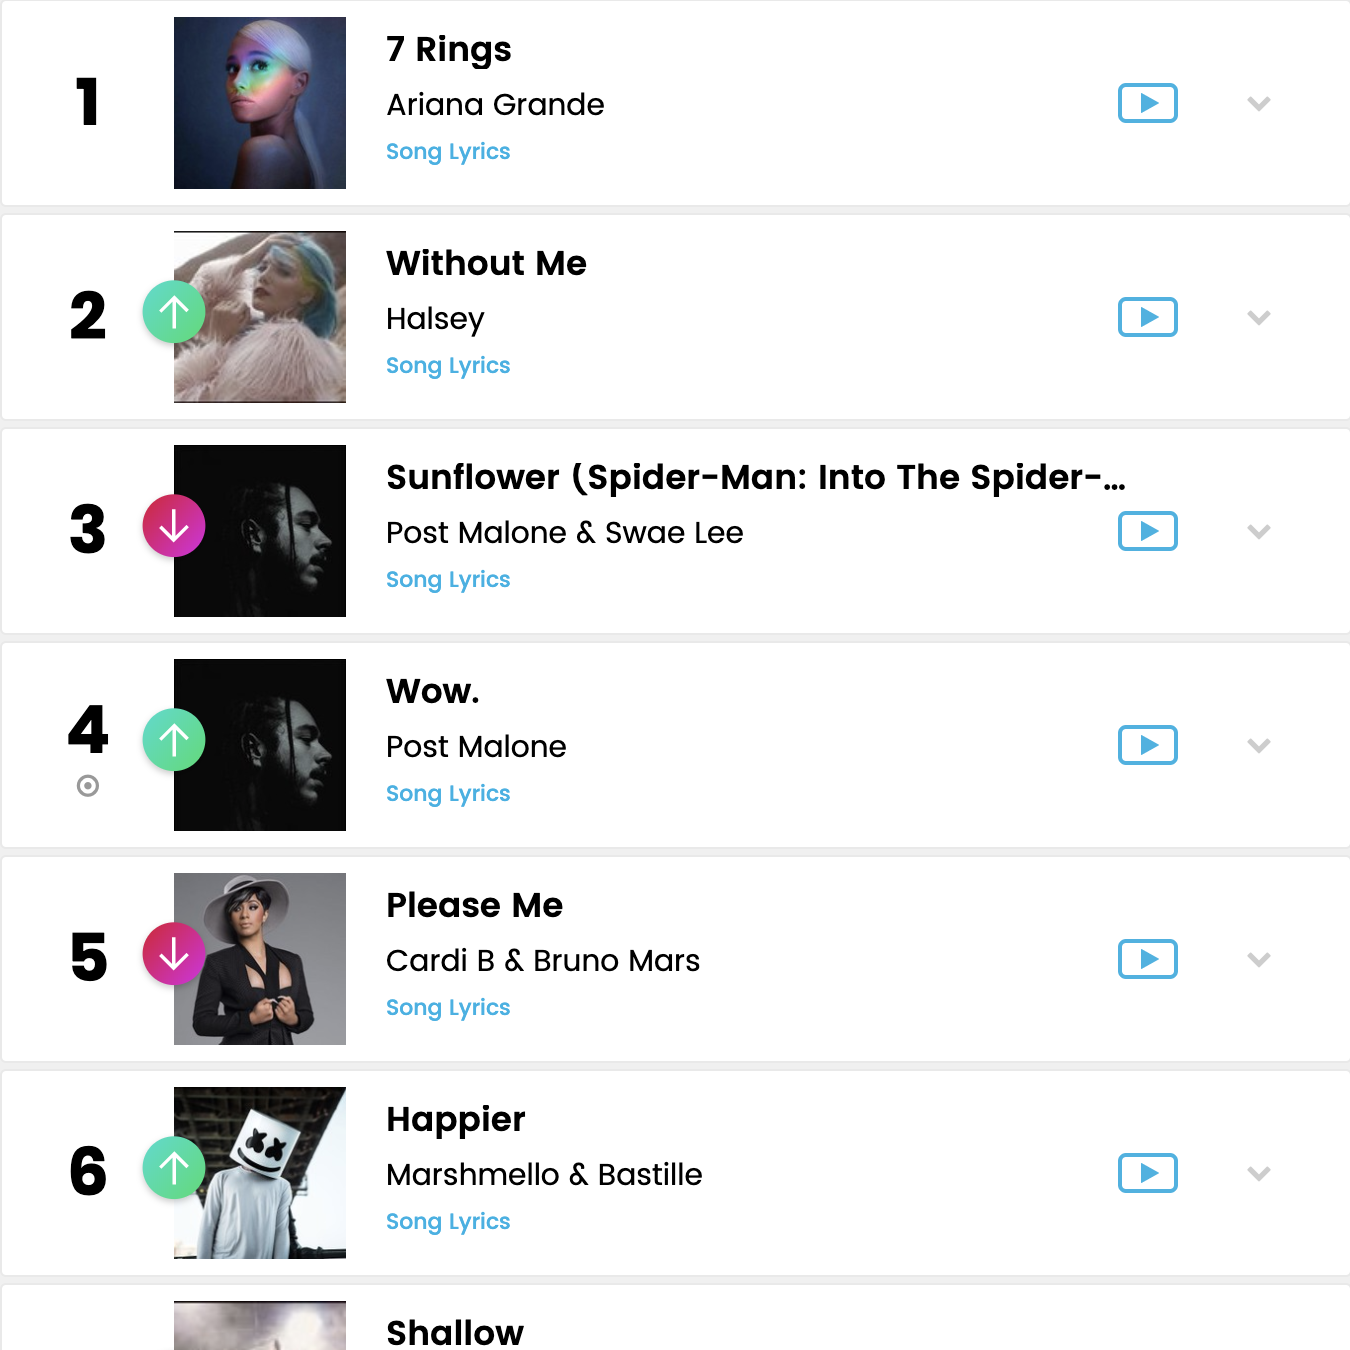 1
7 Rings
Ariana Grande
Song Lyrics
2
Without Me
Halsey
Song Lyrics
3
Sunflower (Spider-Man: Into The Spider-...
Post Malone & Swae Lee
Song Lyrics
4
Wow.
Post Malone
Song Lyrics
5
Please Me
Cardi B & Bruno Mars
Song Lyrics
6
Happier
Marshmello & Bastille
Song Lyrics
Shallow